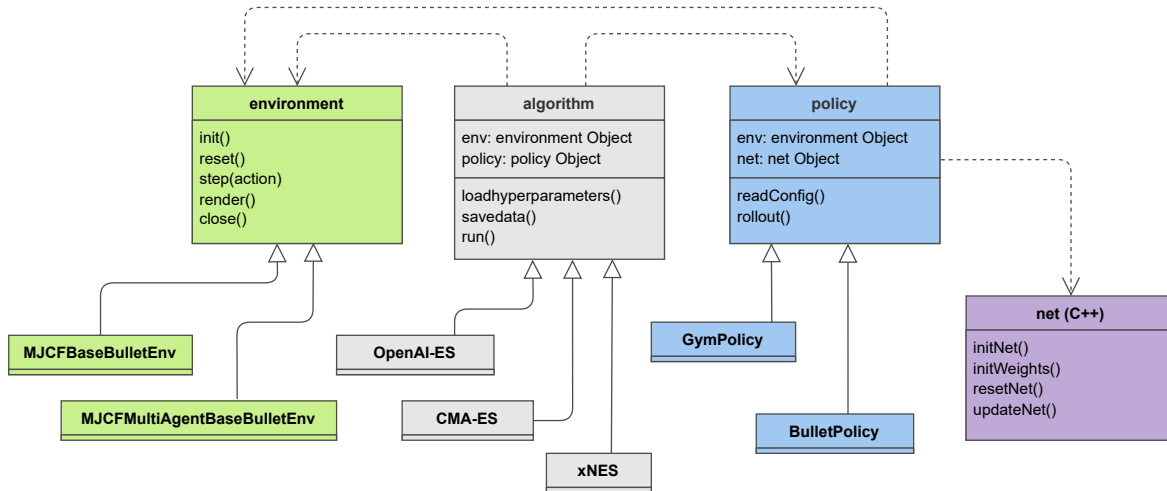 environment
init()
reset()
step(action)
render()
close()
algorithm
env: environment Object
policy: policy Object
loadhyperparameters()
savedata()
run()
policy
env: environment Object
net: net Object
readConfig()
rollout()
net (C++)
initNet()
initWeights()
resetNet()
updateNet()
MJCFBaseBulletEnv
MJCFMultiAgentBaseBulletEnv
OpenAI-ES
CMA-ES
xNES
GymPolicy
BulletPolicy